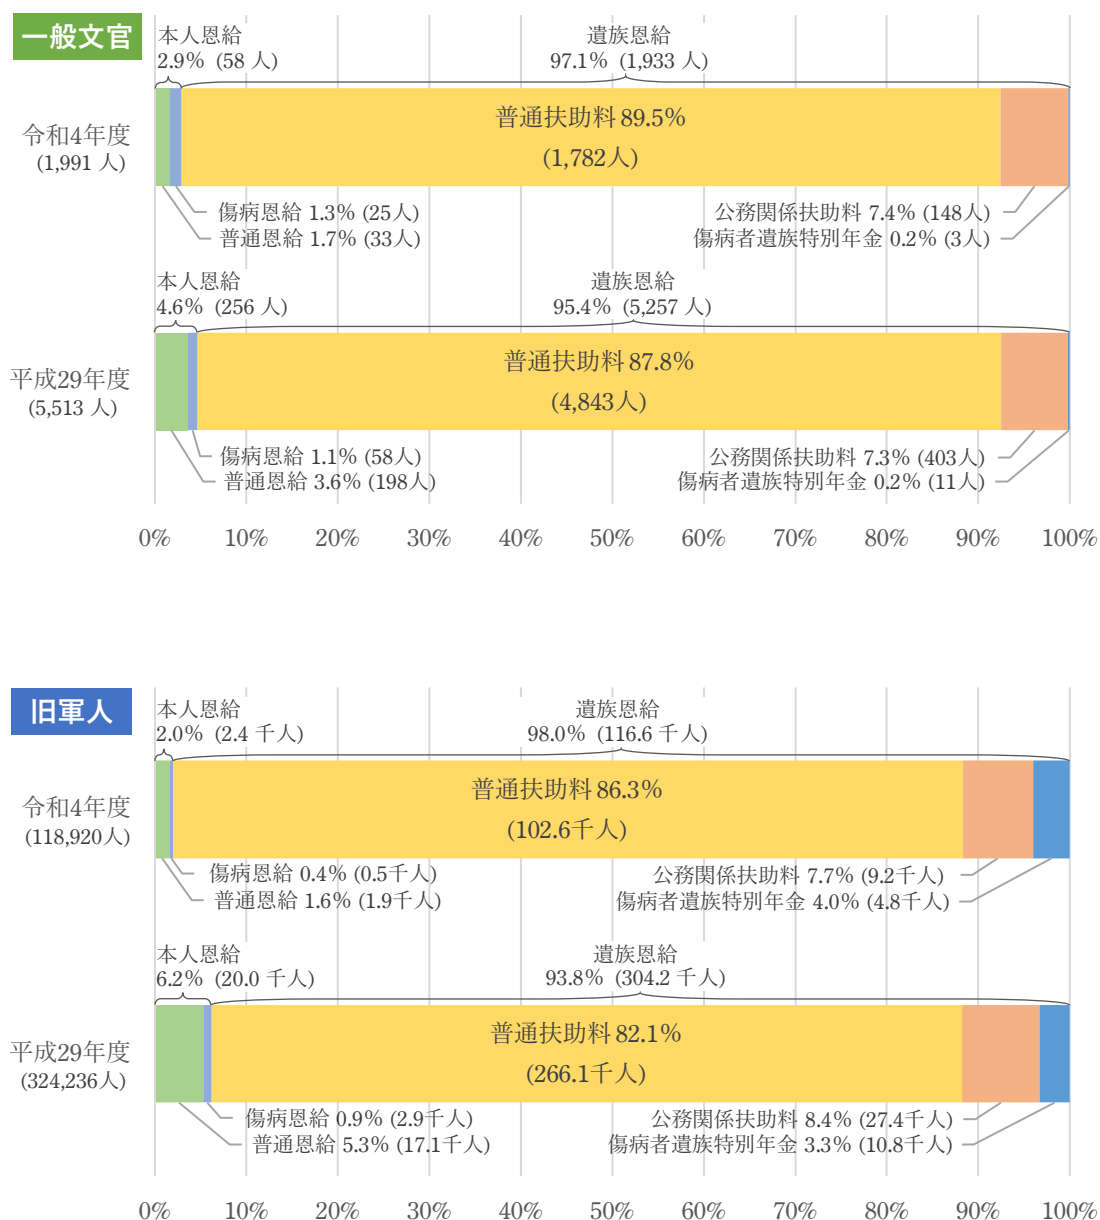 一般文官
本人恩給
2.9% (58 人)
遺族恩給
97.1% (1,933 人)
令和4年度
(1,991 人)
普通扶助料 89.5%
(1,782人)
傷病恩給 1.3% (25人)
普通恩給 1.7% (33人)
公務関係扶助料 7.4% (148人)
傷病者遺族特別年金 0.2% (3人)
本人恩給
4.6% (256 人)
遺族恩給
95.4% (5,257 人)
平成29年度
(5,513 人)
普通扶助料 87.8%
(4,843人)
傷病恩給 1.1% (58人)
普通恩給 3.6% (198人)
公務関係扶助料 7.3% (403人)
傷病者遺族特別年金 0.2% (11人)
0% 10% 20% 30% 40% 50% 60% 70% 80% 90% 100%
旧軍人
本人恩給
2.0% (2.4 千人)
遺族恩給
98.0% (116.6 千人)
令和4年度
(118,920人)
普通扶助料 86.3%
(102.6千人)
傷病恩給 0.4% (0.5千人)
普通恩給 1.6% (1.9千人)
公務関係扶助料 7.7% (9.2千人)
傷病者遺族特別年金 4.0% (4.8千人)
本人恩給
6.2% (20.0 千人)
遺族恩給
93.8% (304.2 千人)
平成29年度
(324,236人)
普通扶助料 82.1%
(266.1千人)
傷病恩給 0.9% (2.9千人)
普通恩給 5.3% (17.1千人)
公務関係扶助料 8.4% (27.4千人)
傷病者遺族特別年金 3.3% (10.8千人)
0% 10% 20% 30% 40% 50% 60% 70% 80% 90% 100%